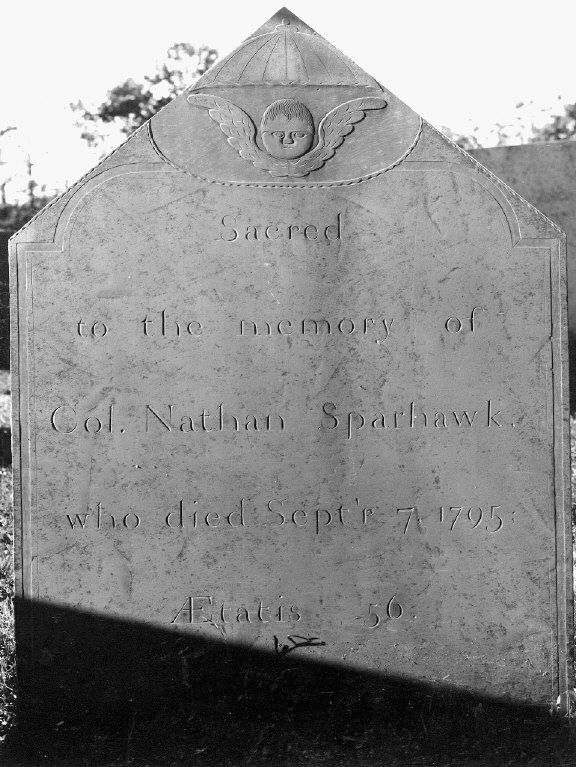 Sacred
to the memory of
Col. Nathan Sparhawk.
who died Sept'r. 7, 1795:
Ætatis 56.